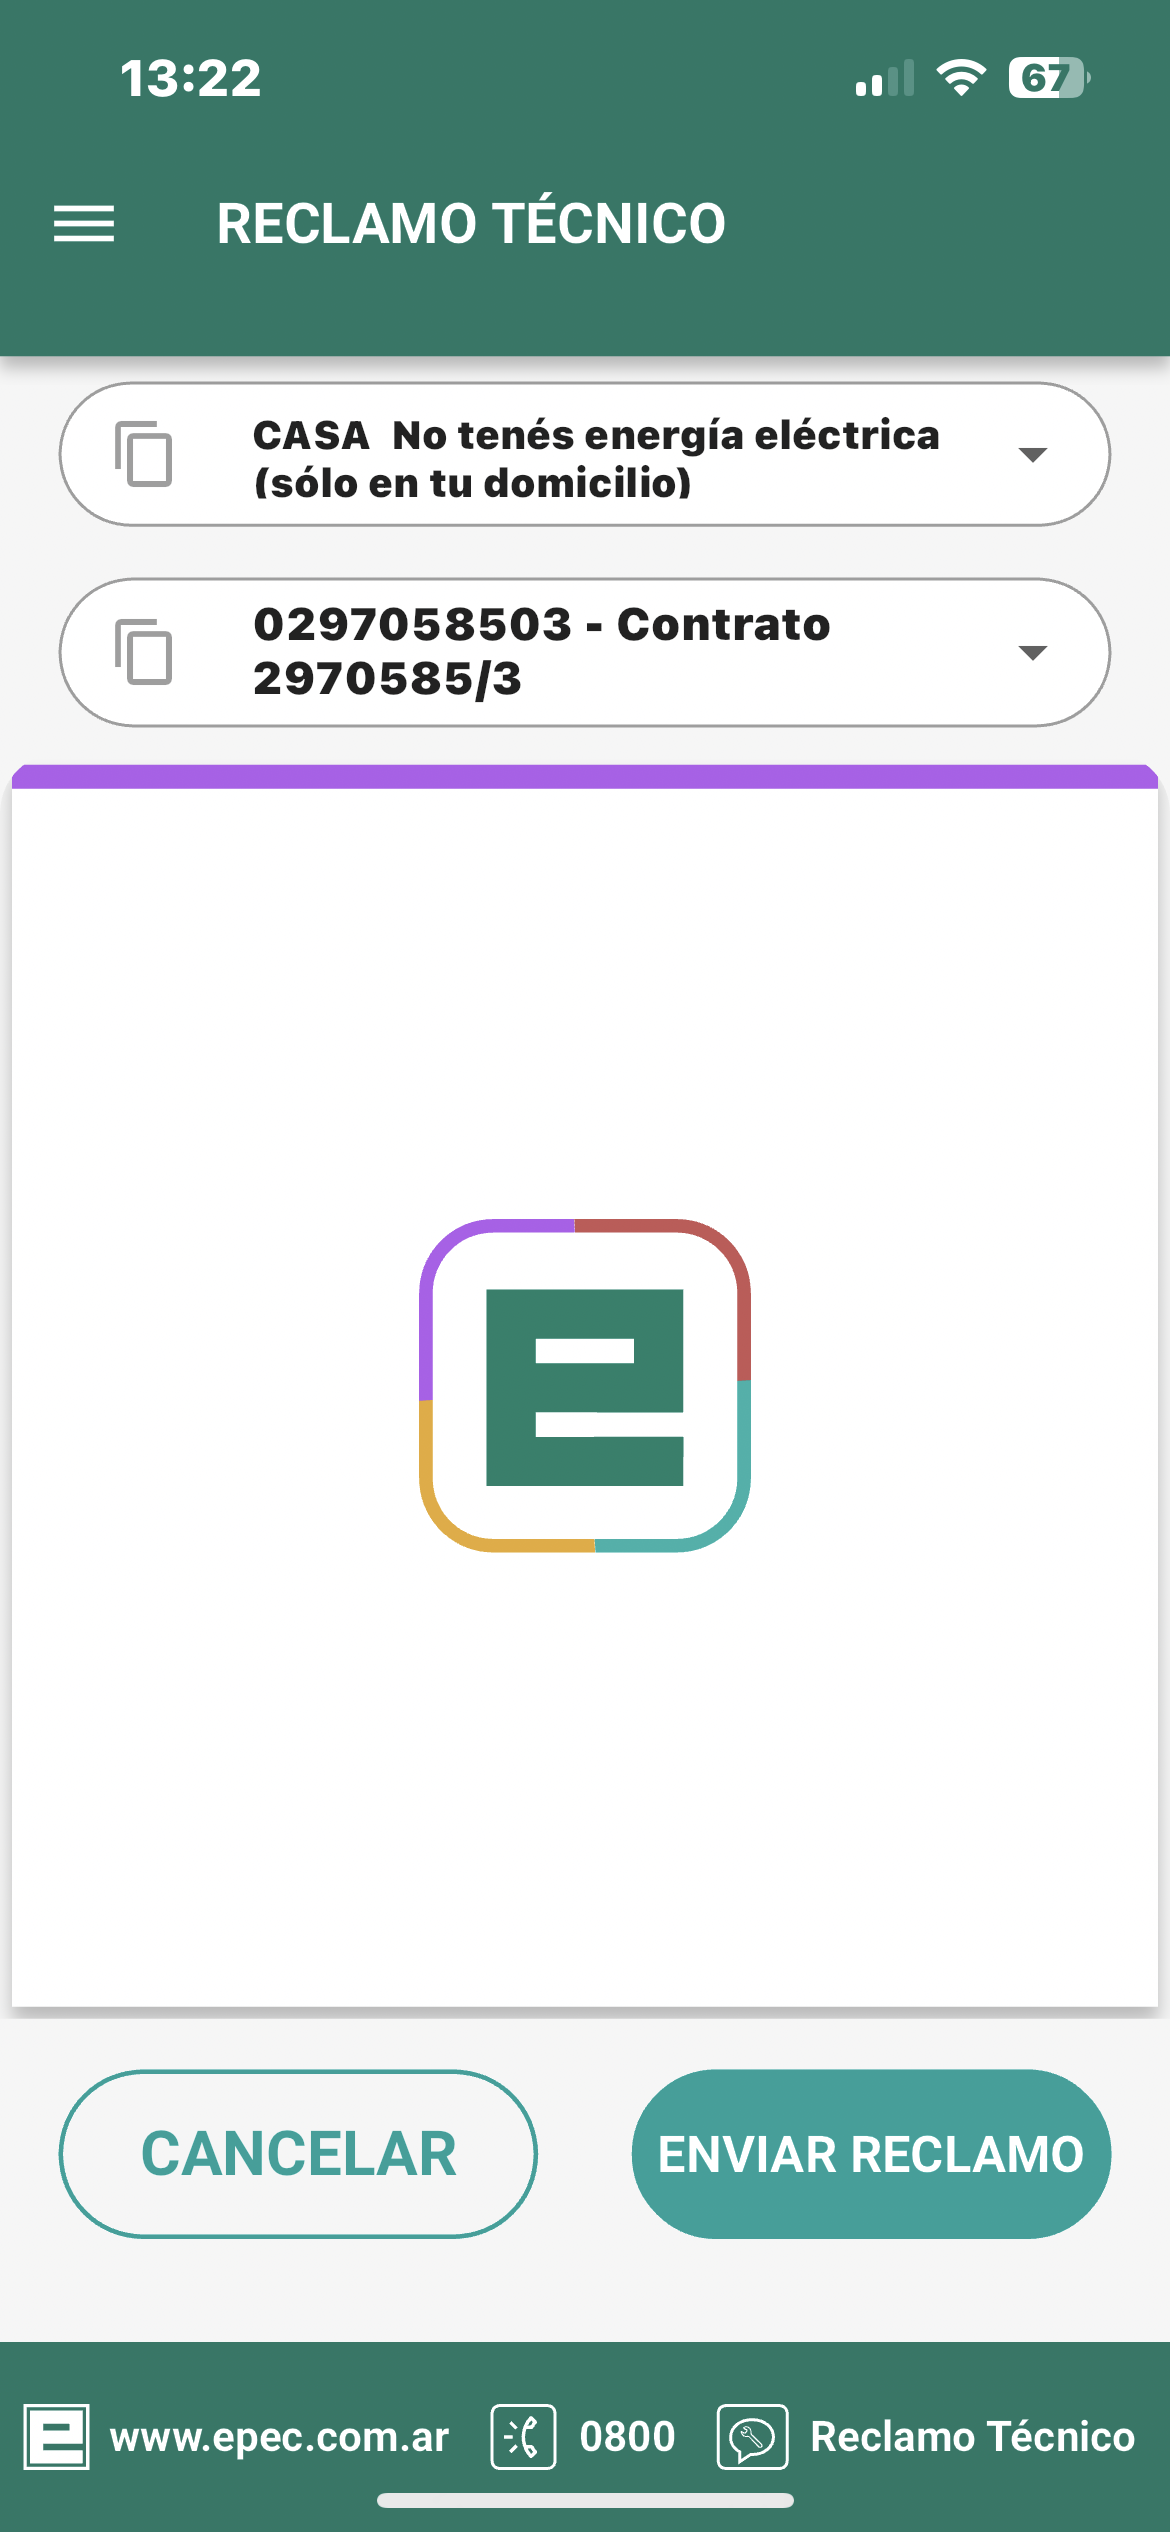 13:22
67
RECLAMO TÉCNICO
CASA  No tenés energía eléctrica
(sólo en tu domicilio)
0297058503 - Contrato
2970585/3
e
CANCELAR
ENVIAR RECLAMO
e www.epec.com.ar 0800 Reclamo Técnico